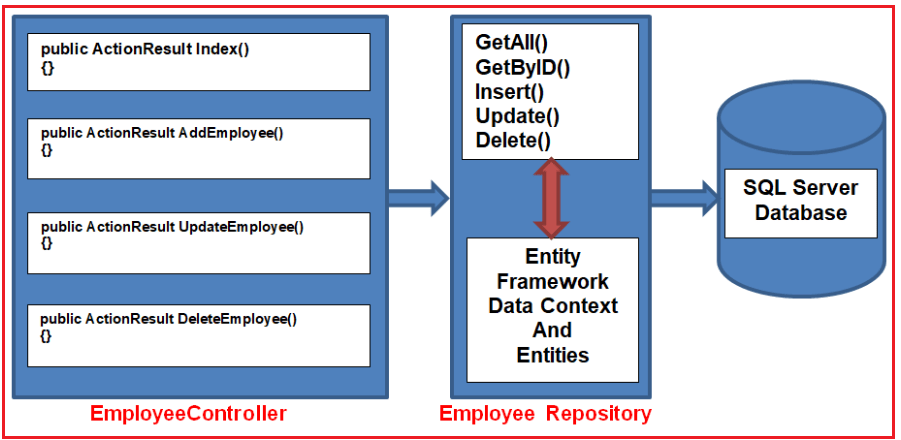 public ActionResult Index()
{}
public ActionResult AddEmployee()
{}
public ActionResult UpdateEmployee()
{}
public ActionResult DeleteEmployee()
{}
EmployeeController
GetAll()
GetByID()
Insert()
Update()
Delete()
Entity
Framework
Data Context
And
Entities
Employee Repository
SQL Server
Database